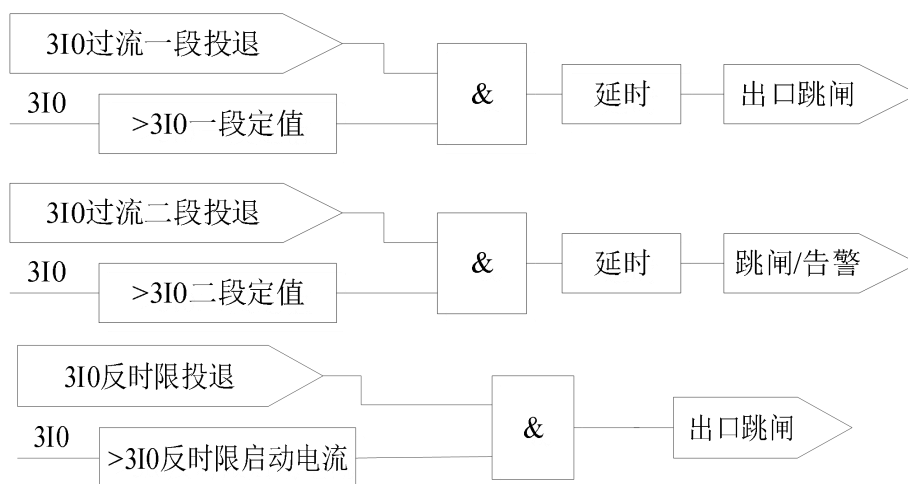 3I0过流一段投退
3I0
>3I0一段定值
&
延时
出口跳闸
3I0过流二段投退
3I0
>3I0二段定值
&
延时
跳闸/告警
3I0反时限投退
3I0
>3I0反时限启动电流
&
出口跳闸